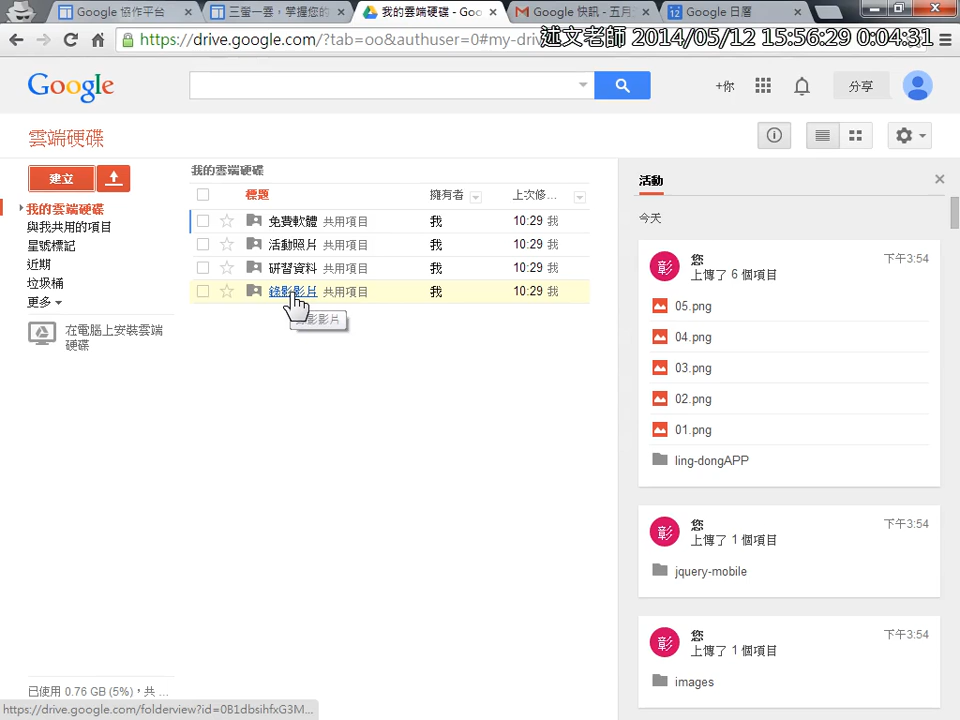 Google 協作平台
三螢一雲，掌握您的
我的雲端硬碟 - Goo
Google 快訊 - 五月
12 Google 日曆
https://drive.google.com/?tab=oo&authuser=0#my-driv
述文老師 2014/05/12 15:56:29 0:04:31
Google
+你
分享
雲端硬碟
建立
我的雲端硬碟
與我共用的項目
星號標記
近期
垃圾桶
更多
在電腦上安裝雲端
硬碟
已使用 0.76 GB (5%)，共 ...
https://drive.google.com/folderview?id=0B1dbsihfxG3M...
我的雲端硬碟
標題 擁有者 上次修...
免費軟體 共用項目 我 10:29 我
活動照片 共用項目 我 10:29 我
研習資料 共用項目 我 10:29 我
錄影影片 共用項目 我 10:29 我
錄影影片
活動
今天
彰 您 下午3:54
上傳了 6 個項目
05.png
04.png
03.png
02.png
01.png
ling-dongAPP
彰 您 下午3:54
上傳了 1 個項目
jquery-mobile
彰 您 下午3:54
上傳了 1 個項目
images